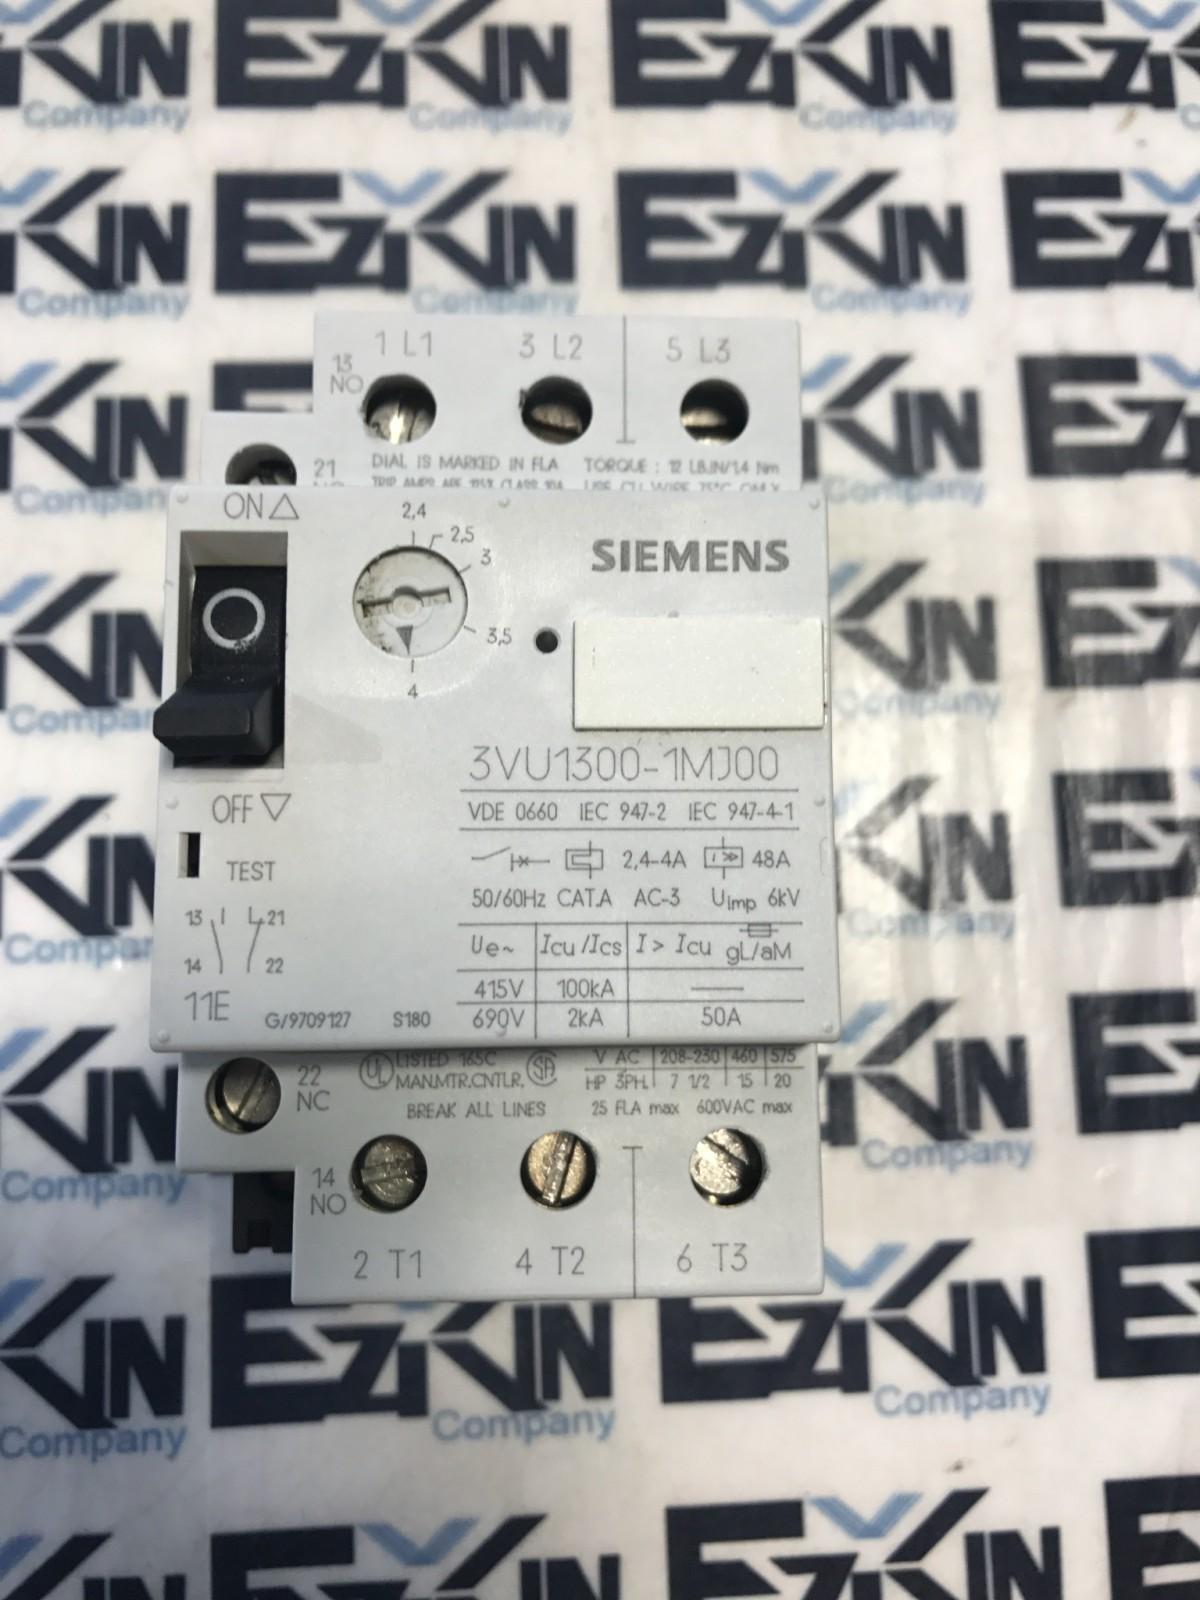 1 L1 3 L2 5 L3
13
NO
21
DIAL IS MARKED IN FLA TORQUE : 12 LB.IN/1.4 Nm
ON
2,4
2,5
3
3,5
4
SIEMENS
O
3VU1300-1MJ00
OFF
VDE 0660 IEC 947-2 IEC 947-4-1
TEST
2,4-4A I>> 48A
50/60Hz CAT.A AC-3 Uimp 6kV
13 21
14 22
Ue~ Icu/Ics I > Icu gL/aM
415V 100kA
690V 2kA 50A
11E
G/9709127 S180
22
NC
UL LISTED 165C
MAN.MTR.CNTLR. SA
BREAK ALL LINES
V AC 208-230 460 575
HP 3PH. 7 1/2 15 20
25 FLA max 600VAC max
14
NO
2 T1 4 T2 6 T3
EZKIN
Company